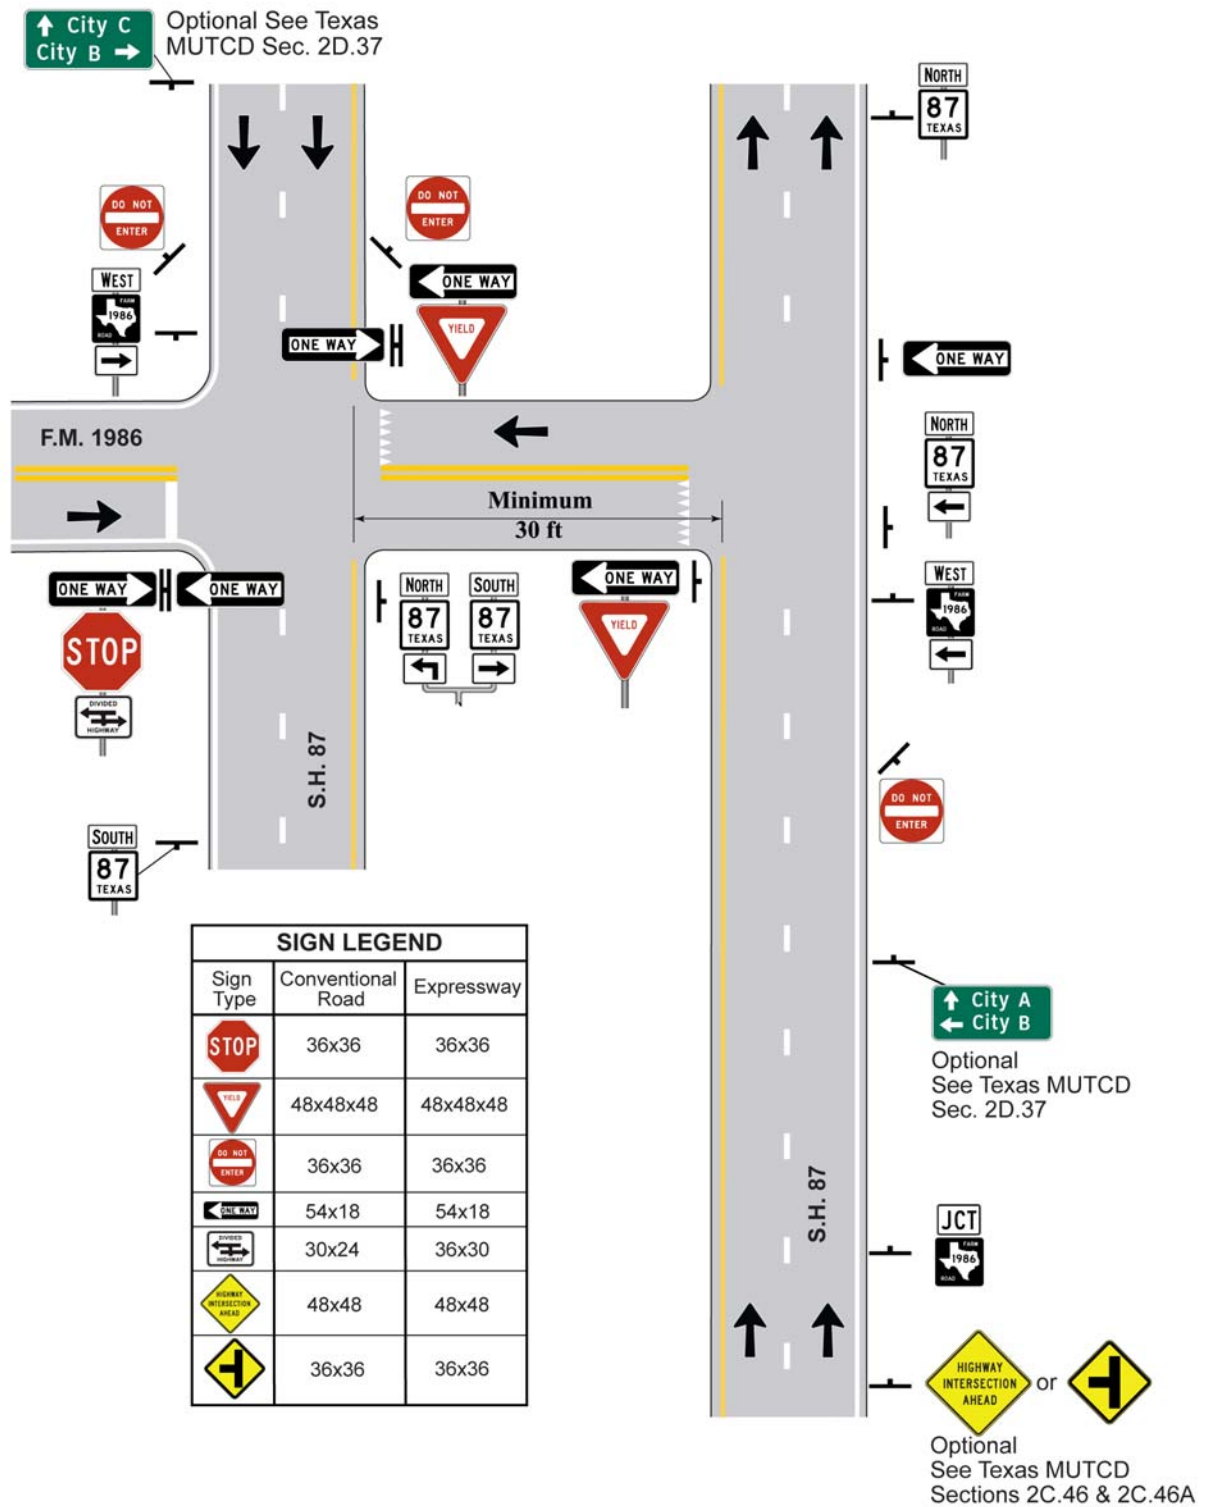 City C
City B
Optional See Texas
MUTCD Sec. 2D.37
NORTH
87
TEXAS
DO NOT
ENTER
DO NOT
ENTER
WEST
FARM
1986
ROAD
ONE WAY
YIELD
ONE WAY
ONE WAY
F.M. 1986
NORTH
87
TEXAS
Minimum
30 ft
WEST
FARM
1986
ROAD
ONE WAY
ONE WAY
STOP
DIVIDED
HIGHWAY
NORTH
87
TEXAS
SOUTH
87
TEXAS
ONE WAY
YIELD
S.H. 87
DO NOT
ENTER
SOUTH
87
TEXAS
City A
City B
Optional
See Texas MUTCD
Sec. 2D.37
SIGN LEGEND
Sign Type Conventional Road Expressway
STOP 36x36 36x36
YIELD 48x48x48 48x48x48
DO NOT ENTER 36x36 36x36
ONE WAY 54x18 54x18
DIVIDED HIGHWAY 30x24 36x30
HIGHWAY INTERSECTION AHEAD 48x48 48x48
36x36 36x36
S.H. 87
JCT
FARM
1986
ROAD
HIGHWAY
INTERSECTION
AHEAD
or
Optional
See Texas MUTCD
Sections 2C.46 & 2C.46A